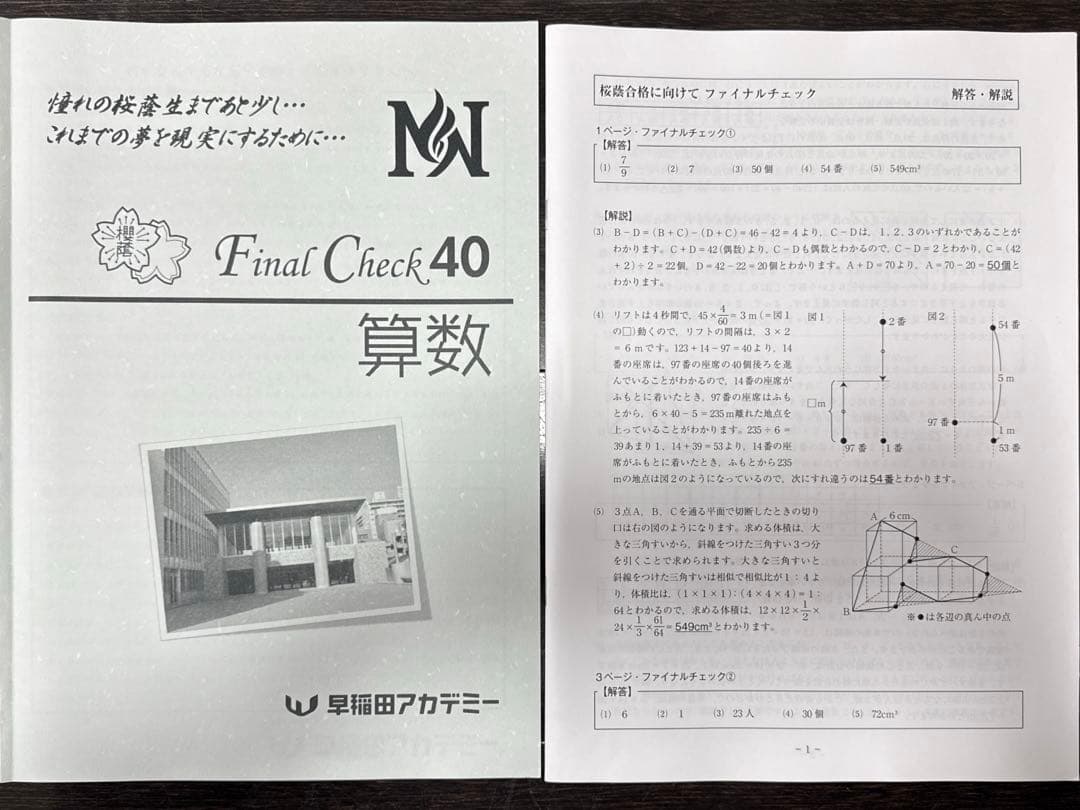 憧れの桜蔭生まであと少し…
これまでの夢を現実にするために…
NN
櫻蔭
Final Check 40
算数
早稲田アカデミー
桜蔭合格に向けて ファイナルチェック 解答・解説
1ページ・ファイナルチェック①
【解答】
(1) 7/9 (2) 7 (3) 50個 (4) 54番 (5) 549cm³
【解説】
(3) B－D＝(B＋C)－(D＋C)＝46－42＝4より，C－Dは，1，2，3のいずれかであることが
わかります。C＋D＝42(偶数)より，C－Dも偶数とわかるので，C－D＝2とわかり，C＝(42
＋2)÷2＝22個，D＝42－22＝20個とわかります。A＋D＝70より，A＝70－20＝50個と
わかります。
(4) リフトは4秒間で，45×4/60＝3m(＝図1
の□)動くので，リフトの間隔は，3×2
＝6mです。123＋14－97＝40より，14
番の座席は，97番の座席の40個後ろを進
んでいることがわかるので，14番の座席が
ふもとに着いたとき，97番の座席はふも
とから，6×40－5＝235m離れた地点を
上っていることがわかります。235÷6＝
39あまり1，14＋39＝53より，14番の座
席がふもとに着いたとき，ふもとから235
mの地点は図2のようになっているので，次にすれ違うのは54番とわかります。
図1
2番
□m
97番
1番
図2
54番
5m
97番
1m
53番
(5) 3点A，B，Cを通る平面で切断したときの切り
口は右の図のようになります。求める体積は，大
きな三角すいから，斜線をつけた三角すい3つ分
を引くことで求められます。大きな三角すいと
斜線をつけた三角すいは相似で相似比が1：4よ
り，体積比は，(1×1×1)：(4×4×4)＝1：
64とわかるので，求める体積は，12×12×1/2×
24×1/3×61/64＝549cm³とわかります。
A
6cm
C
B
※●は各辺の真ん中の点
3ページ・ファイナルチェック②
【解答】
(1) 6 (2) 1 (3) 23人 (4) 30個 (5) 72cm³
－1－